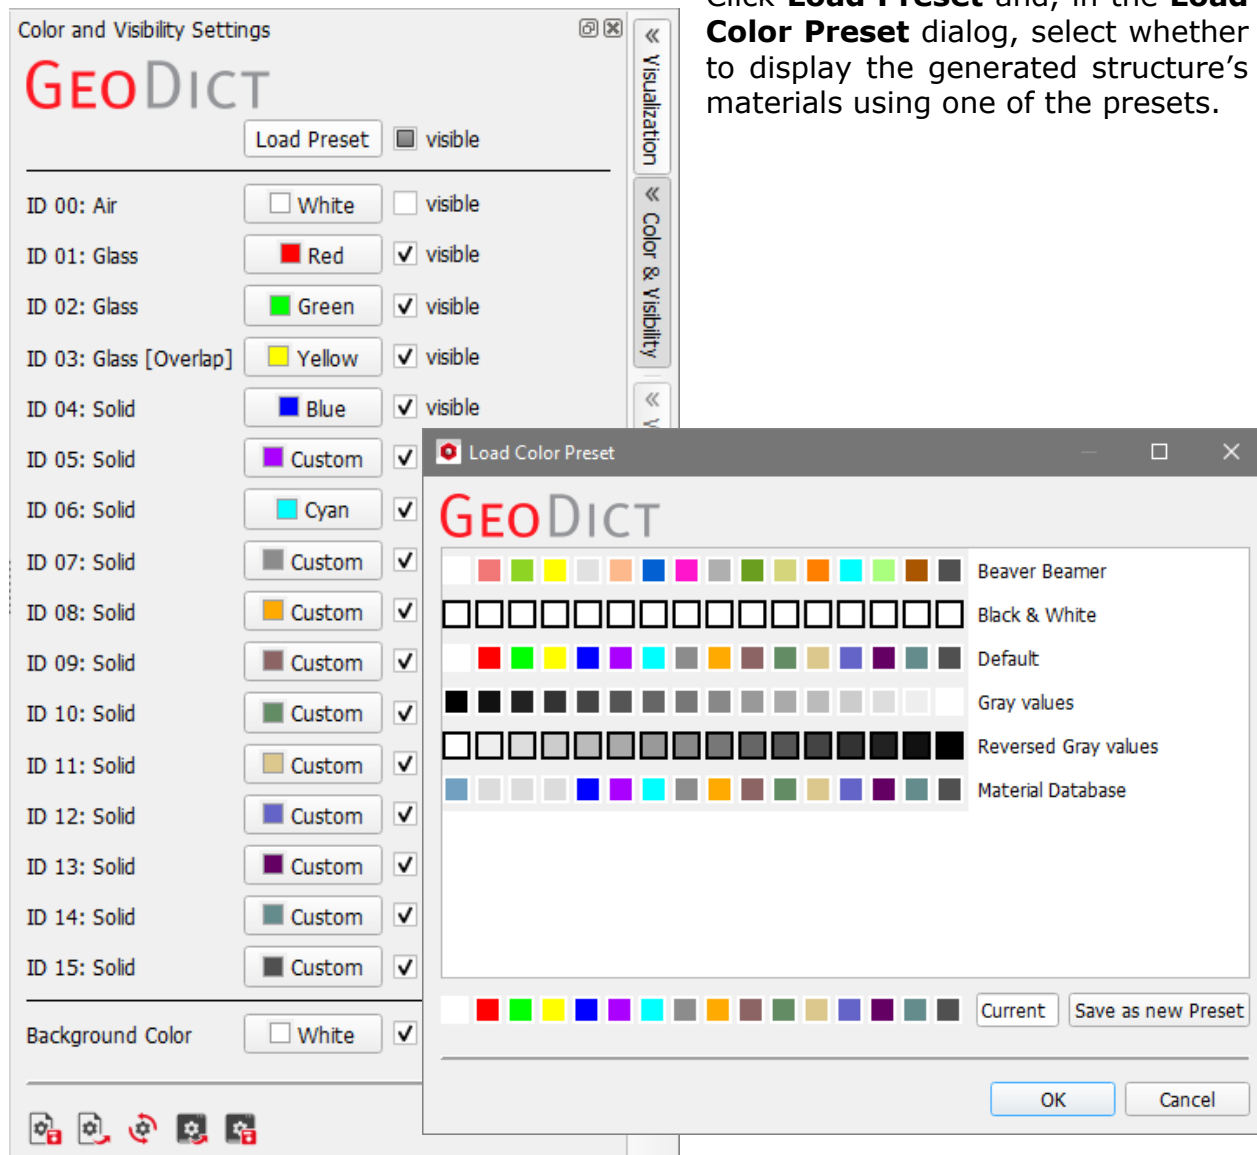 Click Load Preset and, in the Load
Color Preset dialog, select whether
to display the generated structure's
materials using one of the presets.
Color and Visibility Settings
GEODICT
Load Preset visible
ID 00: Air White visible
ID 01: Glass Red visible
ID 02: Glass Green visible
ID 03: Glass [Overlap] Yellow visible
ID 04: Solid Blue visible
ID 05: Solid Custom
ID 06: Solid Cyan
ID 07: Solid Custom
ID 08: Solid Custom
ID 09: Solid Custom
ID 10: Solid Custom
ID 11: Solid Custom
ID 12: Solid Custom
ID 13: Solid Custom
ID 14: Solid Custom
ID 15: Solid Custom
Background Color White
Visualization
Color & Visibility
Load Color Preset
GEODICT
Beaver Beamer
Black & White
Default
Gray values
Reversed Gray values
Material Database
Current Save as new Preset
OK Cancel